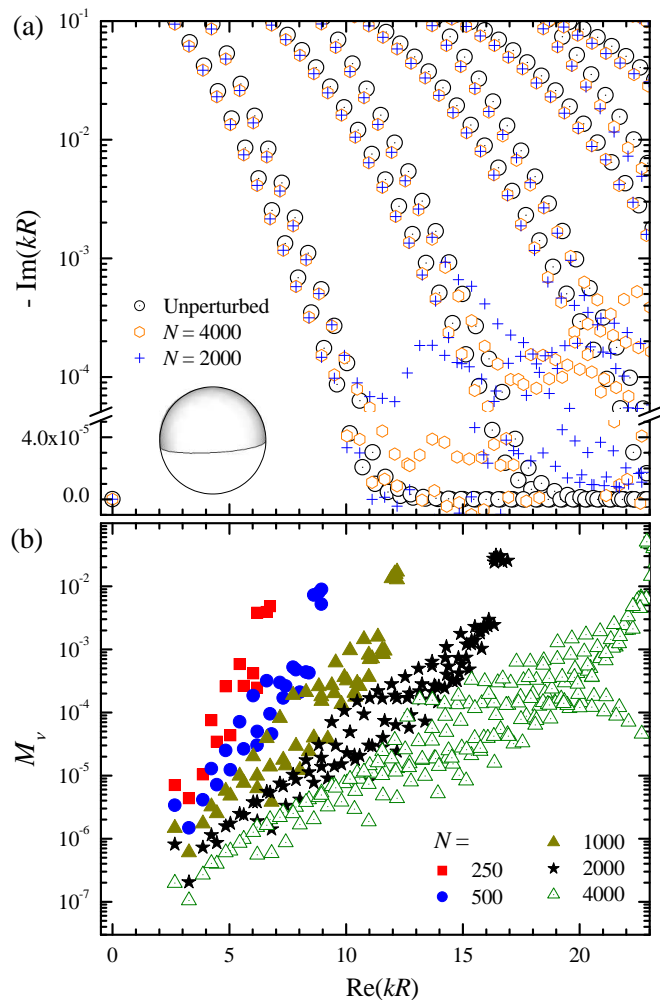 (a)
10⁻¹
10⁻²
10⁻³
10⁻⁴
4.0x10⁻⁵
0.0
- Im(kR)
Unperturbed
N = 4000
N = 2000
(b)
10⁻²
10⁻³
10⁻⁴
10⁻⁵
10⁻⁶
10⁻⁷
Mᵥ
N =
250
500
1000
2000
4000
0 5 10 15 20
Re(kR)